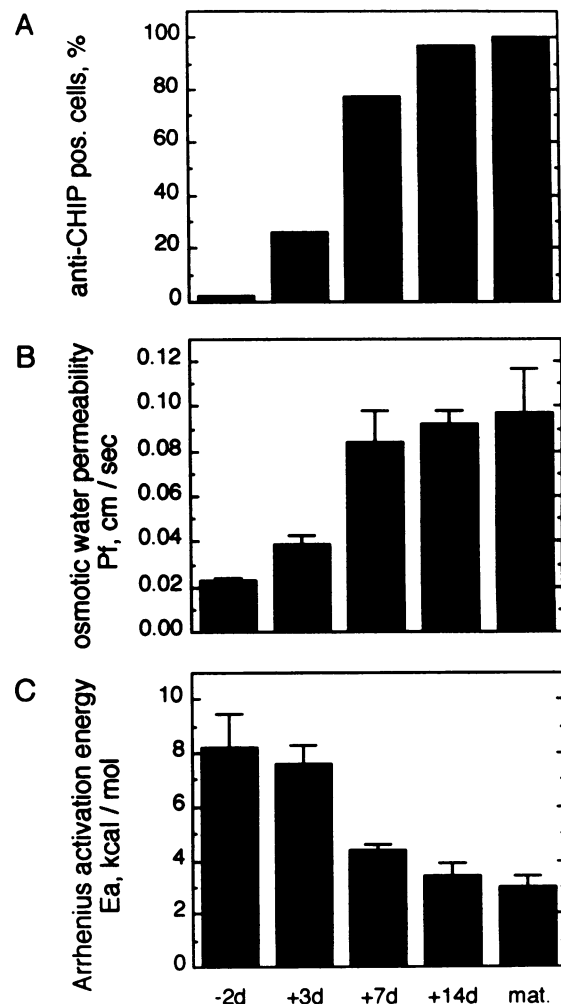 A
anti-CHIP pos. cells, %
100
80
60
40
20
0
B
osmotic water permeability
Pf, cm / sec
0.12
0.10
0.08
0.06
0.04
0.02
0.00
C
Arrhenius activation energy
Ea, kcal / mol
10
8
6
4
2
0
-2d +3d +7d +14d mat.